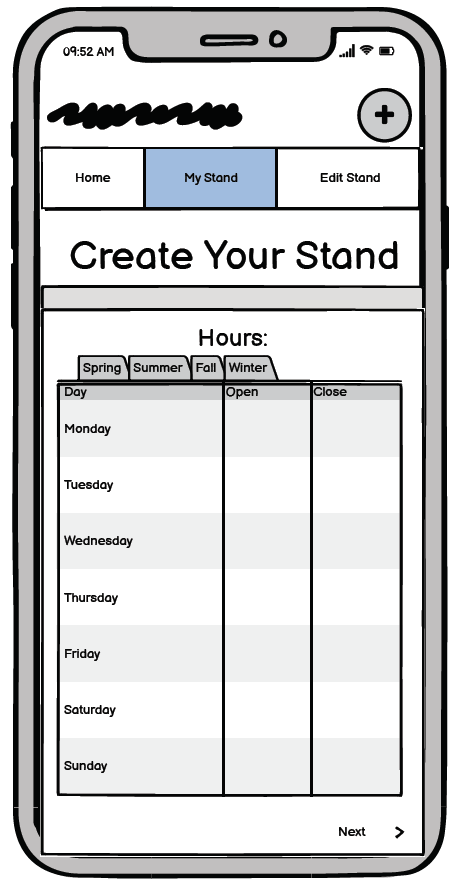 09:52 AM
Home My Stand Edit Stand
Create Your Stand
Hours:
Spring Summer Fall Winter
Day Open Close
Monday
Tuesday
Wednesday
Thursday
Friday
Saturday
Sunday
Next